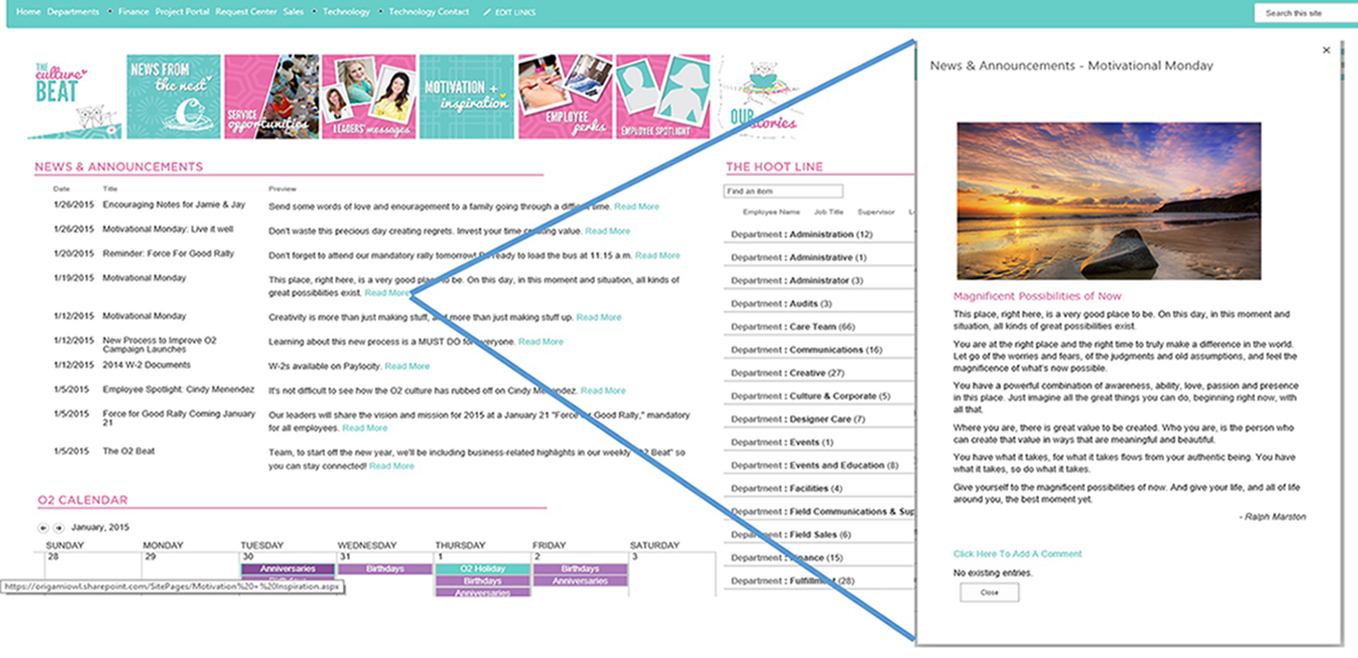 Home Departments Finance Project Portal Request Center Sales Technology Technology Contact EDIT LINKS
Search this site
THE
culture
BEAT
NEWS FROM
the nest
SERVICE
opportunities
LEADERS' messages
MOTIVATION +
inspiration
EMPLOYEE
perks
EMPLOYEE SPOTLIGHT
OUR
stories
NEWS & ANNOUNCEMENTS
Date Title Preview
1/26/2015 Encouraging Notes for Jamie & Jay Send some words of love and enouragement to a family going through a difficult time. Read More
1/26/2015 Motivational Monday: Live it well Don't waste this precious day creating regrets. Invest your time creating value. Read More
1/20/2015 Reminder: Force For Good Rally Don't forget to attend our mandatory rally tomorrow! Be ready to load the bus at 11:15 a.m. Read More
1/19/2015 Motivational Monday This place, right here, is a very good place to be. On this day, in this moment and situation, all kinds of
great possibliities exist. Read More
1/12/2015 Motivational Monday Creativity is more than just making stuff, and more than just making stuff up. Read More
1/12/2015 New Process to Improve O2
Campaign Launches
Learning about this new process is a MUST DO for everyone. Read More
1/12/2015 2014 W-2 Documents W-2s available on Paylocity. Read More
1/5/2015 Employee Spotlight: Cindy Menendez It's not difficult to see how the O2 culture has rubbed off on Cindy Menendez. Read More
1/5/2015 Force for Good Rally Coming January
21
Our leaders will share the vision and mission for 2015 at a January 21 "Force for Good Rally," mandatory
for all employees. Read More
1/5/2015 The O2 Beat Team, to start off the new year, we'll be including business-related highlights in our weekly "O2 Beat" so
you can stay connected! Read More
O2 CALENDAR
January, 2015
SUNDAY MONDAY TUESDAY WEDNESDAY THURSDAY FRIDAY SATURDAY
28 29 30 31 1 2 3
Anniversaries Birthdays O2 Holiday Birthdays
Birthdays Anniversaries
Anniversaries
https://origamiowl.sharepoint.com/SitePages/Motivation%20+%20Inspiration.aspx
THE HOOT LINE
Find an item
Employee Name Job Title Supervisor
Department : Administration (12)
Department : Administrative (1)
Department : Administrator (3)
Department : Audits (3)
Department : Care Team (66)
Department : Communications (16)
Department : Creative (27)
Department : Culture & Corporate (5)
Department : Designer Care (7)
Department : Events (1)
Department : Events and Education (8)
Department : Facilities (4)
Department : Field Communications & Sup
Department : Field Sales (6)
Department : Finance (15)
Department : Fulfillment (28)
News & Announcements - Motivational Monday
Magnificent Possibilities of Now
This place, right here, is a very good place to be. On this day, in this moment and
situation, all kinds of great possibilities exist.
You are at the right place and the right time to truly make a difference in the world.
Let go of the worries and fears, of the judgments and old assumptions, and feel the
magnificence of what's now possible.
You have a powerful combination of awareness, ability, love, passion and presence
in this place. Just imagine all the great things you can do, beginning right now, with
all that.
Where you are, there is great value to be created. Who you are, is the person who
can create that value in ways that are meaningful and beautiful.
You have what it takes, for what it takes flows from your authentic being. You have
what it takes, so do what it takes.
Give yourself to the magnificent possibilities of now. And give your life, and all of life
around you, the best moment yet.
- Ralph Marston
Click Here To Add A Comment
No existing entries.
Close